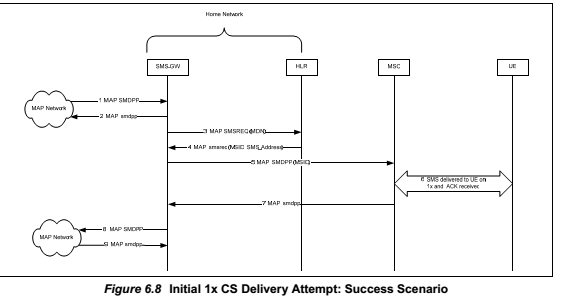 Home Network
SMS-GW
HLR
MSC
UE
MAP Network
1 MAP SMDPP
2 MAP smdpp
3 MAP SMSREQ(MDN)
4 MAP smsreq(MSID SMS_Address)
5 MAP SMDPP(MSID)
6 SMS delivered to UE on
1x and ACK received
7 MAP smdpp
8 MAP SMDPP
MAP Network
9 MAP smdpp
Figure 6.8 Initial 1x CS Delivery Attempt: Success Scenario